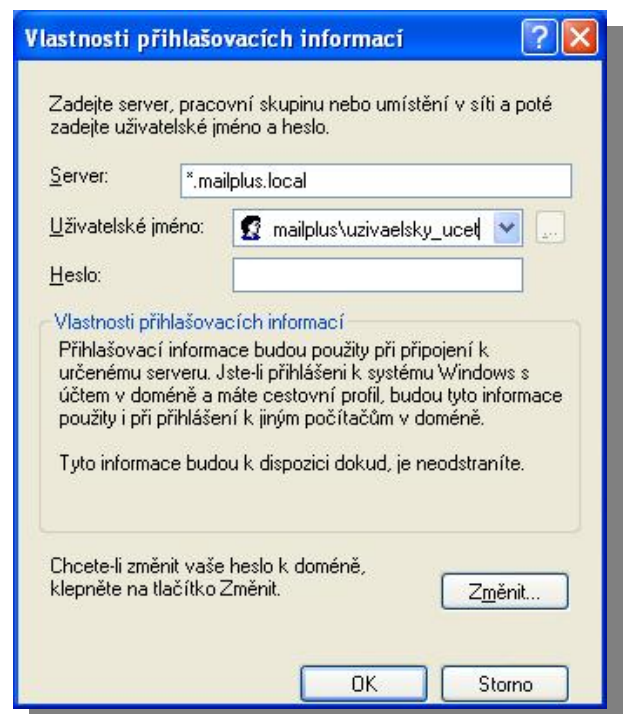 Vlastnosti přihlašovacích informací
Zadejte server, pracovní skupinu nebo umístění v síti a poté
zadejte uživatelské jméno a heslo.
Server: *.mailplus.local
Uživatelské jméno: mailplus\uzivaelsky_ucet ...
Heslo:
Vlastnosti přihlašovacích informací
Přihlašovací informace budou použity při připojení k
určenému serveru. Jste-li přihlášeni k systému Windows s
účtem v doméně a máte cestovní profil, budou tyto informace
použity i při přihlášení k jiným počítačům v doméně.
Tyto informace budou k dispozici dokud, je neodstraníte.
Chcete-li změnit vaše heslo k doméně,
klepněte na tlačítko Změnit.
Změnit...
OK Storno